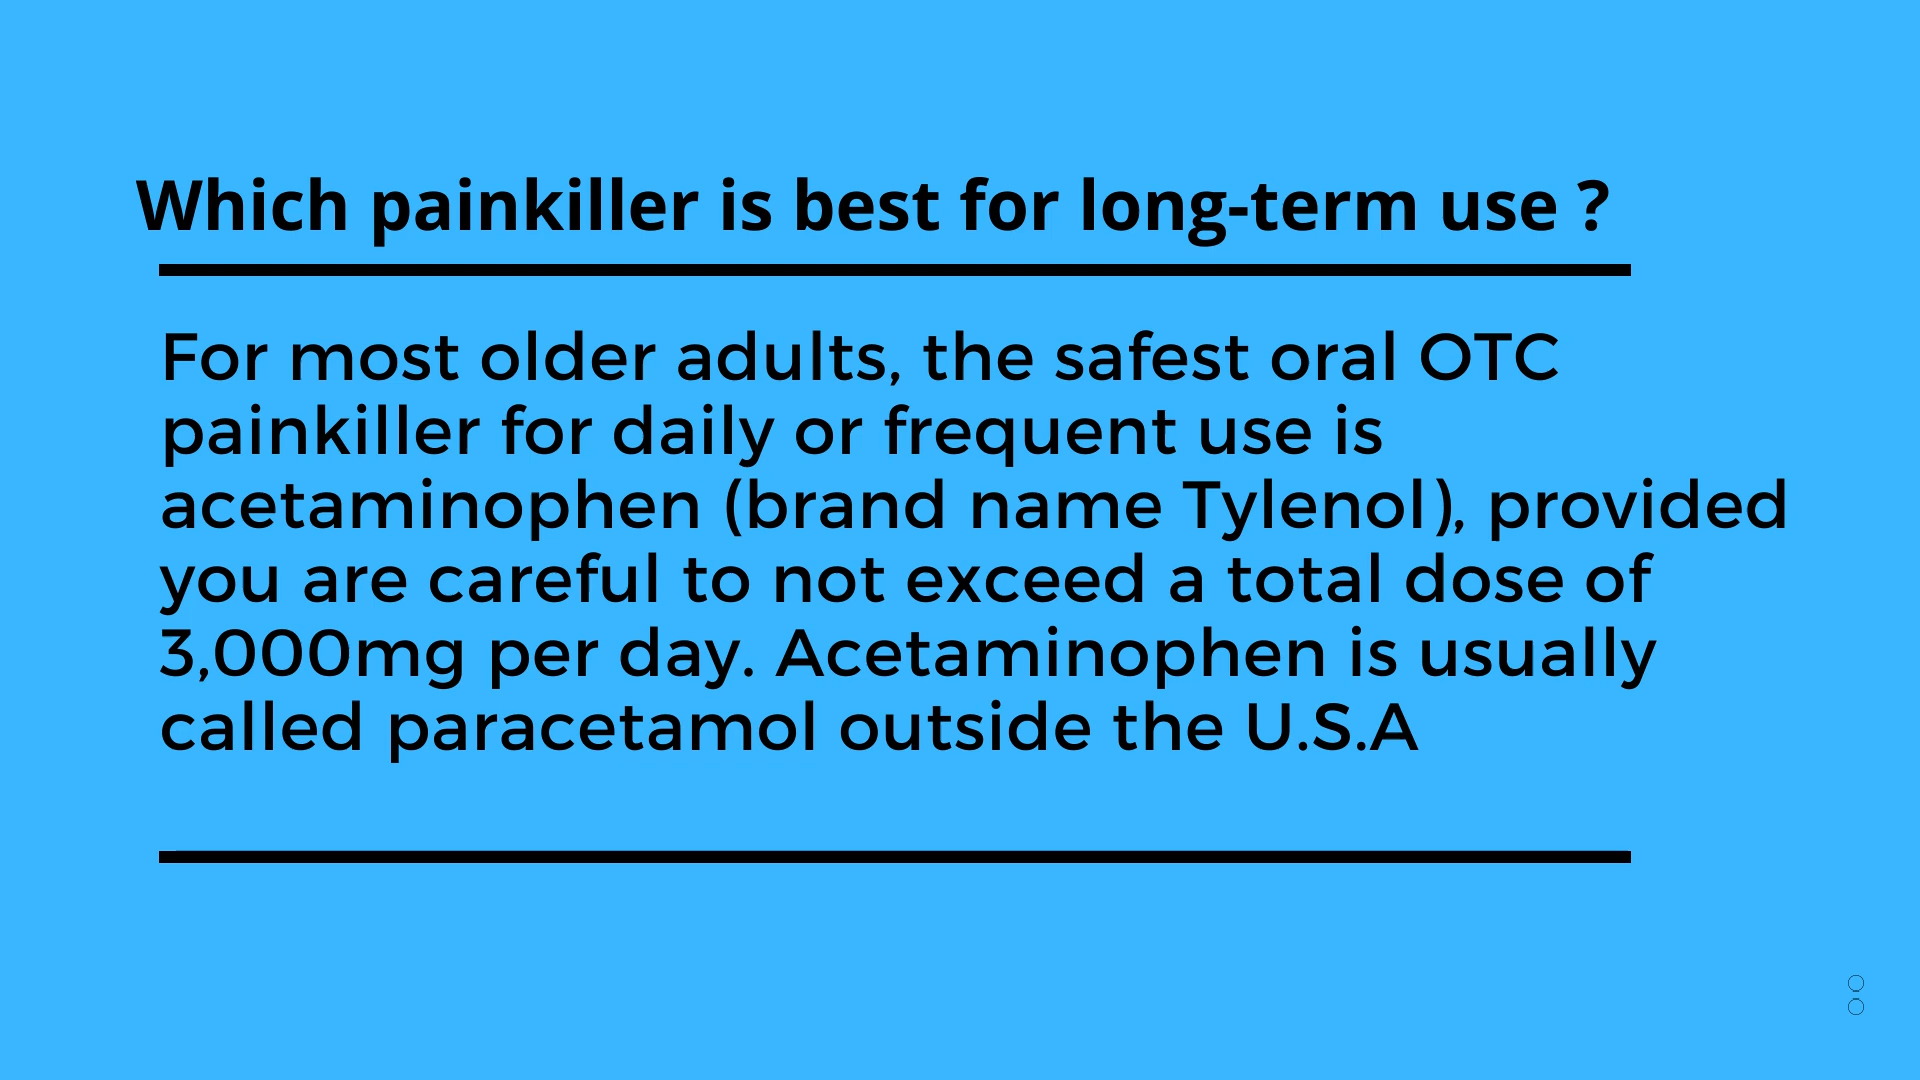 Which painkiller is best for long-term use ?
For most older adults, the safest oral OTC
painkiller for daily or frequent use is
acetaminophen (brand name Tylenol), provided
you are careful to not exceed a total dose of
3,000mg per day. Acetaminophen is usually
called paracetamol outside the U.S.A